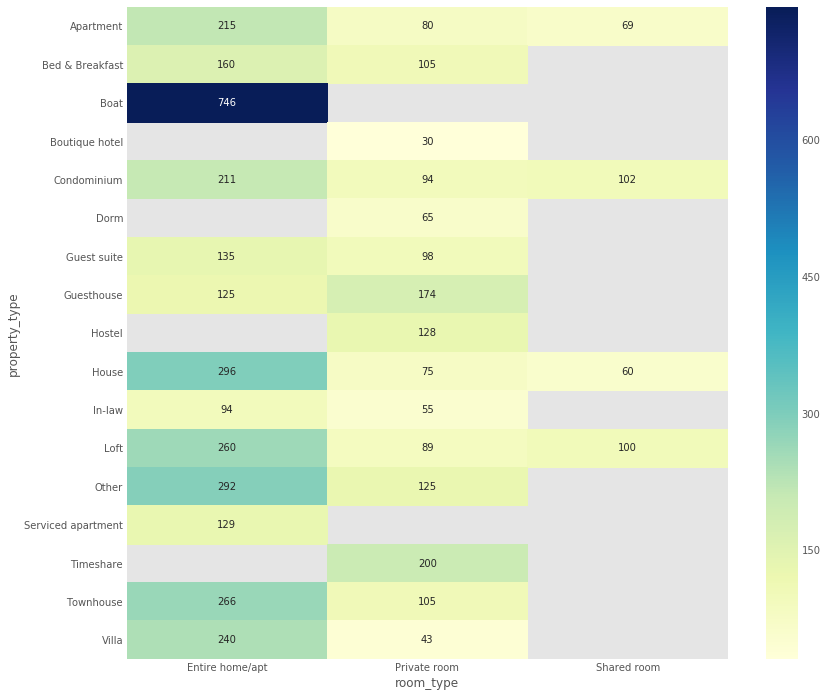 Apartment 215 80 69
Bed & Breakfast 160 105
Boat 746
Boutique hotel 30
600
Condominium 211 94 102
Dorm 65
Guest suite 135 98
450
Guesthouse 125 174
property_type
Hostel 128
House 296 75 60
300
In-law 94 55
Loft 260 89 100
Other 292 125
Serviced apartment 129
150
Timeshare 200
Townhouse 266 105
Villa 240 43
Entire home/apt Private room Shared room
room_type